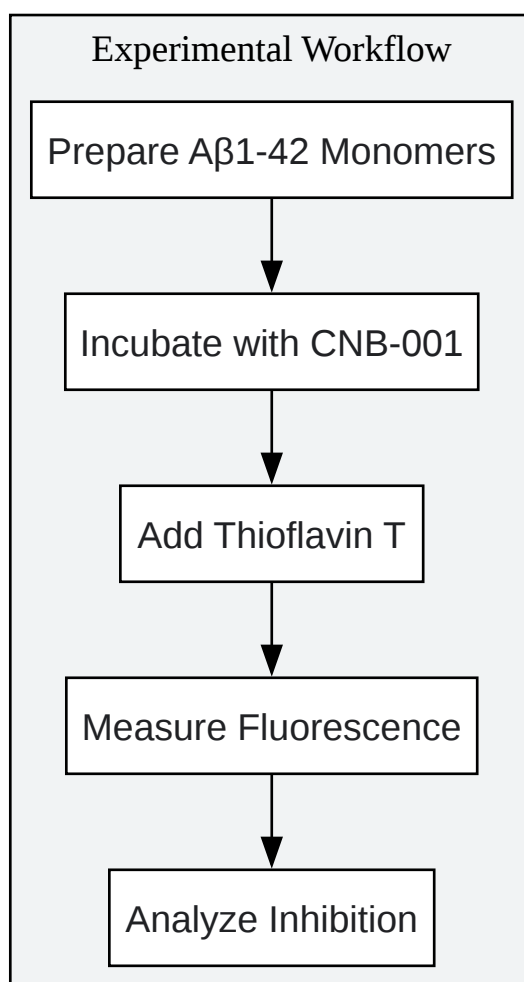 Experimental Workflow
Prepare Aβ1-42 Monomers
Incubate with CNB-001
Add Thioflavin T
Measure Fluorescence
Analyze Inhibition